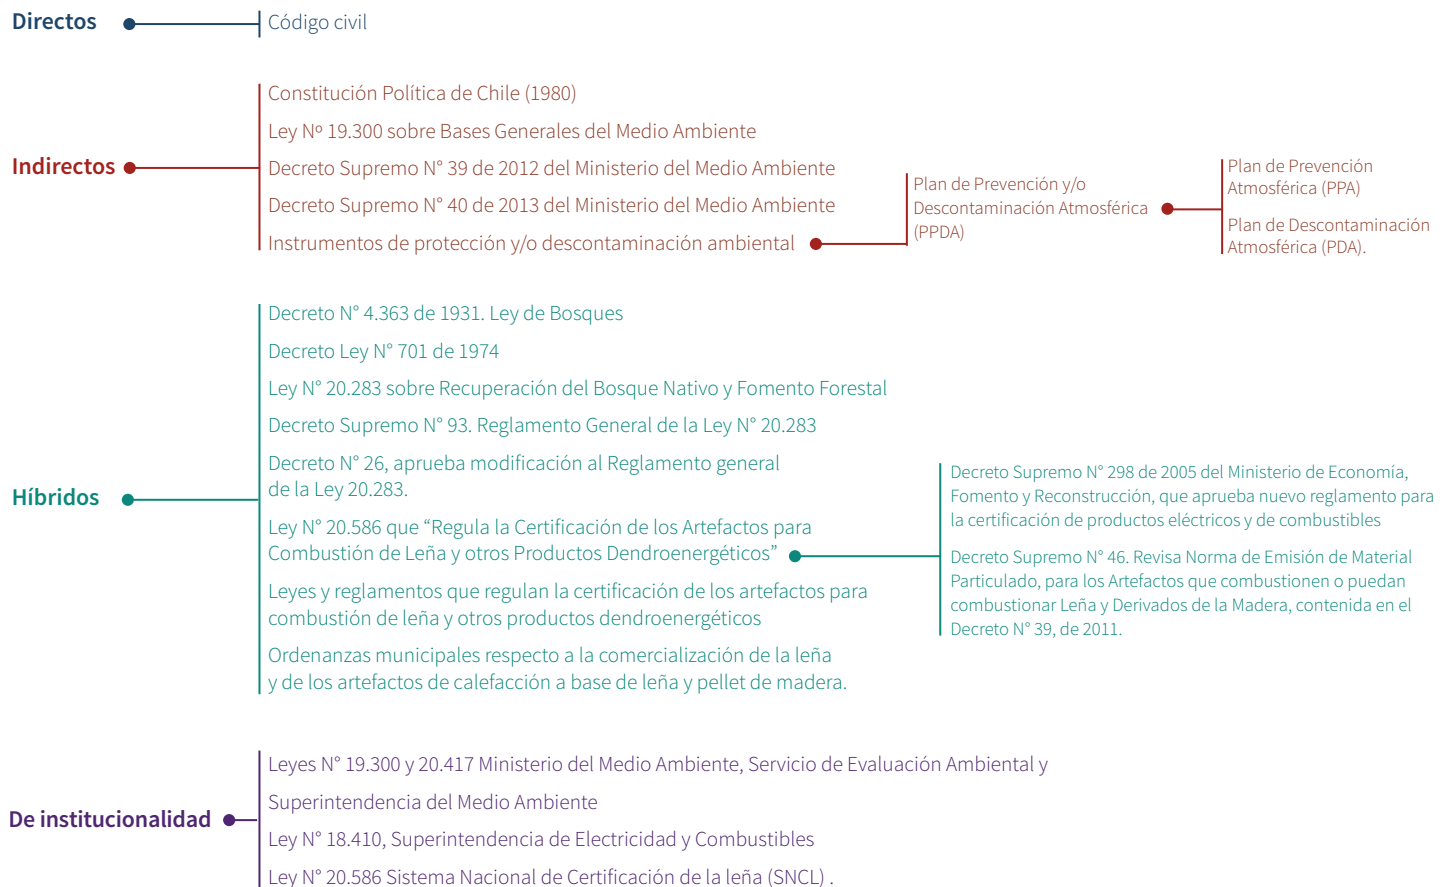 Directos
Código civil
Indirectos
Constitución Política de Chile (1980)
Ley Nº 19.300 sobre Bases Generales del Medio Ambiente
Decreto Supremo N° 39 de 2012 del Ministerio del Medio Ambiente
Decreto Supremo N° 40 de 2013 del Ministerio del Medio Ambiente
Instrumentos de protección y/o descontaminación ambiental
Plan de Prevención y/o
Descontaminación Atmosférica
(PPDA)
Plan de Prevención
Atmosférica (PPA)
Plan de Descontaminación
Atmosférica (PDA).
Híbridos
Decreto N° 4.363 de 1931. Ley de Bosques
Decreto Ley N° 701 de 1974
Ley N° 20.283 sobre Recuperación del Bosque Nativo y Fomento Forestal
Decreto Supremo N° 93. Reglamento General de la Ley N° 20.283
Decreto N° 26, aprueba modificación al Reglamento general
de la Ley 20.283.
Ley N° 20.586 que “Regula la Certificación de los Artefactos para
Combustión de Leña y otros Productos Dendroenergéticos”
Leyes y reglamentos que regulan la certificación de los artefactos para
combustión de leña y otros productos dendroenergéticos
Ordenanzas municipales respecto a la comercialización de la leña
y de los artefactos de calefacción a base de leña y pellet de madera.
Decreto Supremo N° 298 de 2005 del Ministerio de Economía,
Fomento y Reconstrucción, que aprueba nuevo reglamento para
la certificación de productos eléctricos y de combustibles
Decreto Supremo N° 46. Revisa Norma de Emisión de Material
Particulado, para los Artefactos que combustionen o puedan
combustionar Leña y Derivados de la Madera, contenida en el
Decreto N° 39, de 2011.
De institucionalidad
Leyes N° 19.300 y 20.417 Ministerio del Medio Ambiente, Servicio de Evaluación Ambiental y
Superintendencia del Medio Ambiente
Ley N° 18.410, Superintendencia de Electricidad y Combustibles
Ley N° 20.586 Sistema Nacional de Certificación de la leña (SNCL) .